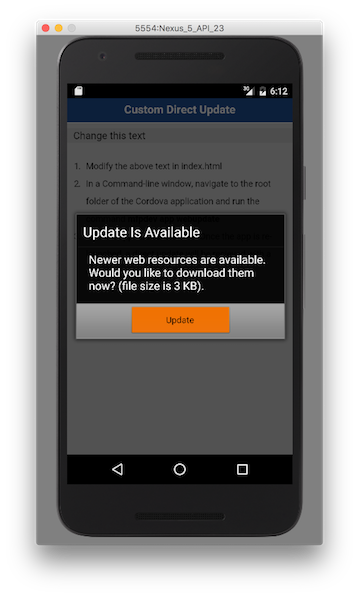 5554:Nexus_5_API_23
3G 6:12
Custom Direct Update
Change this text
1. Modify the above text in index.html
2. In a Command-line window, navigate to the root
folder of the Cordova application and run the
Update Is Available
Newer web resources are available.
Would you like to download them
now? (file size is 3 KB).
Update